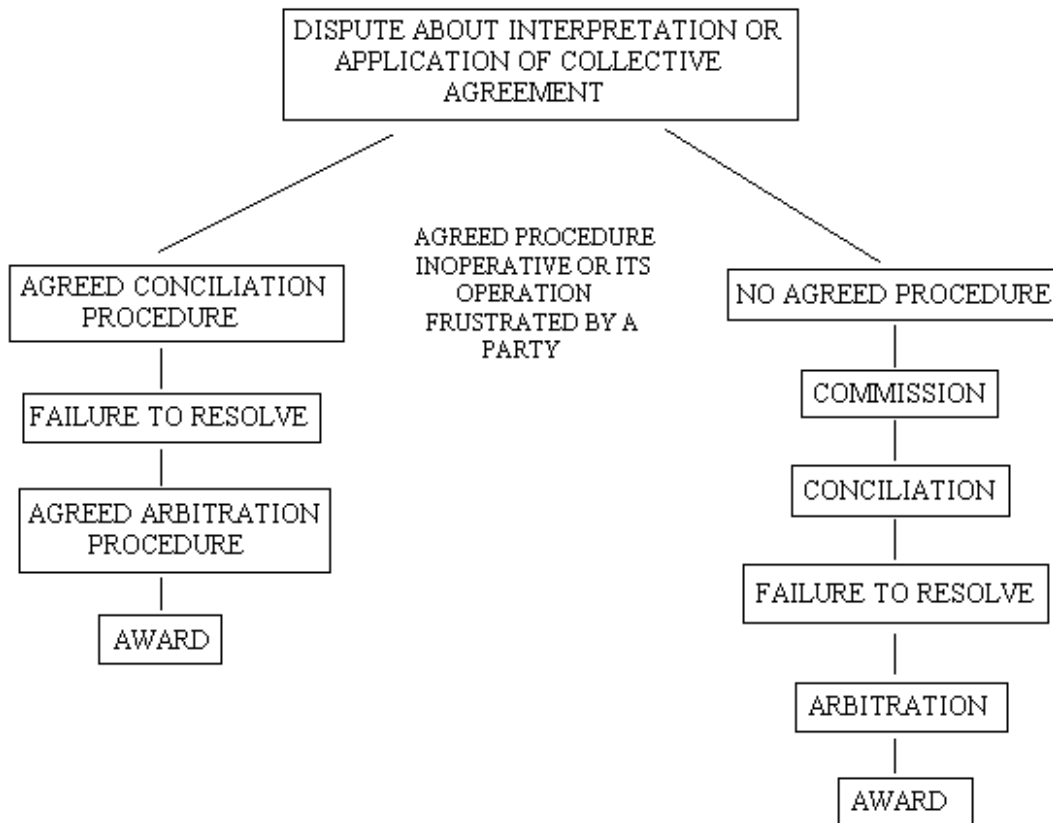 DISPUTE ABOUT INTERPRETATION OR
APPLICATION OF COLLECTIVE
AGREEMENT
AGREED CONCILIATION
PROCEDURE
FAILURE TO RESOLVE
AGREED ARBITRATION
PROCEDURE
AWARD
AGREED PROCEDURE
INOPERATIVE OR ITS
OPERATION
FRUSTRATED BY A
PARTY
NO AGREED PROCEDURE
COMMISSION
CONCILIATION
FAILURE TO RESOLVE
ARBITRATION
AWARD